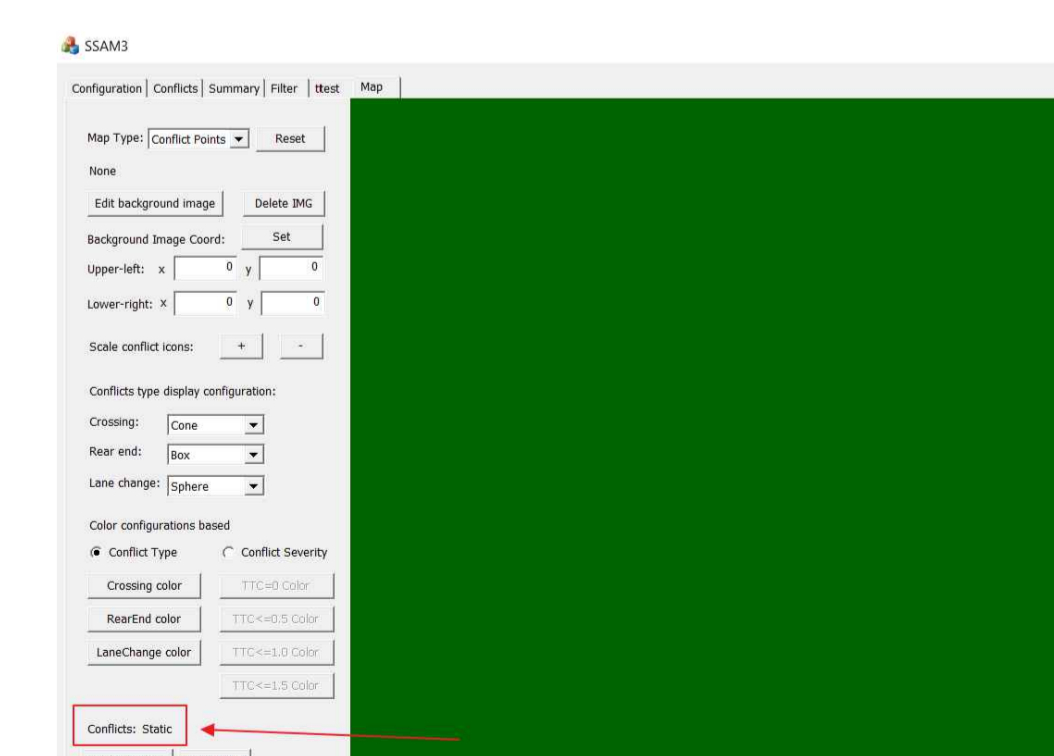 SSAM3
Configuration Conflicts Summary Filter ttest Map
Map Type: Conflict Points Reset
None
Edit background image Delete IMG
Background Image Coord: Set
Upper-left: x 0 y 0
Lower-right: x 0 y 0
Scale conflict icons: + -
Conflicts type display configuration:
Crossing: Cone
Rear end: Box
Lane change: Sphere
Color configurations based
Conflict Type Conflict Severity
Crossing color TTC=0 Color
RearEnd color TTC<=0.5 Color
LaneChange color TTC<=1.0 Color
TTC<=1.5 Color
Conflicts: Static